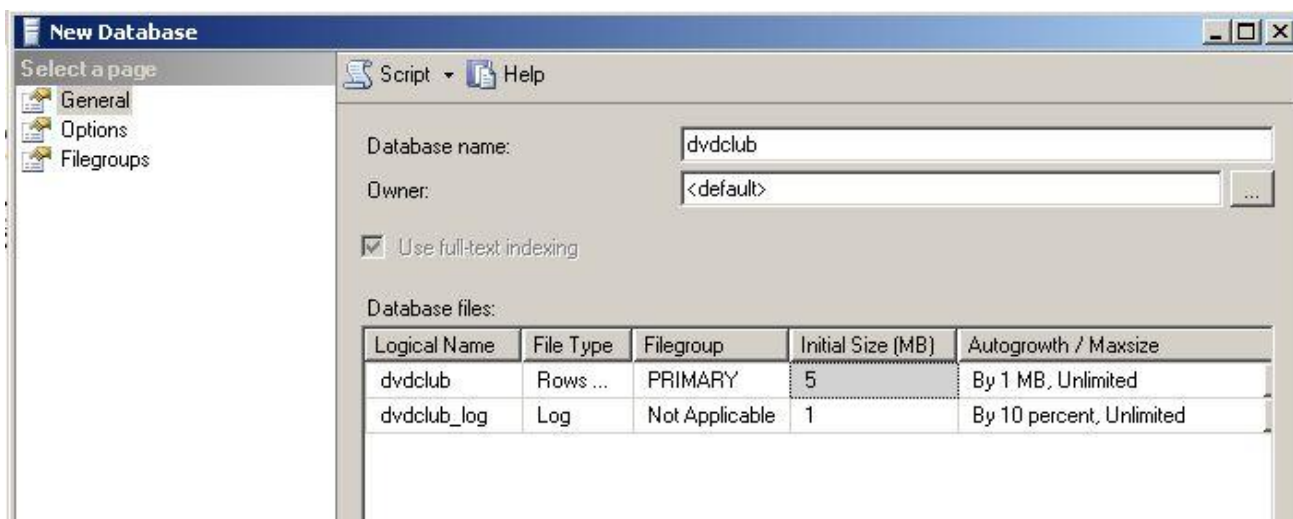 New Database
Select a page
General
Options
Filegroups
Script Help
Database name: dvdclub
Owner: <default> ...
Use full-text indexing
Database files:
Logical Name File Type Filegroup Initial Size (MB) Autogrowth / Maxsize
dvdclub Rows ... PRIMARY 5 By 1 MB, Unlimited
dvdclub_log Log Not Applicable 1 By 10 percent, Unlimited